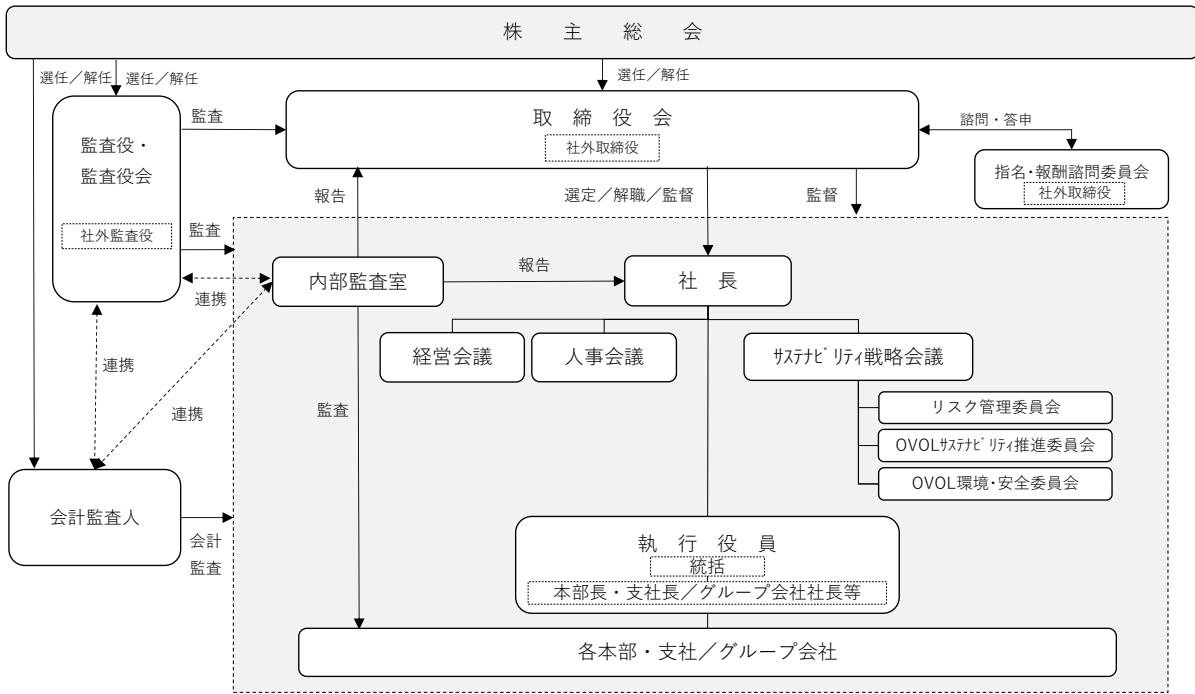 株 主 総 会
選任／解任
選任／解任
選任／解任
監査役・
監査役会
社外監査役
監査
取 締 役 会
社外取締役
諮問・答申
指名・報酬諮問委員会
社外取締役
報告
選定／解職／監督
監督
監査
内部監査室
報告
社 長
連携
経営会議
人事会議
ｻｽﾃﾅﾋﾞﾘﾃｨ戦略会議
連携
連携
監査
リスク管理委員会
OVOLｻｽﾃﾅﾋﾞﾘﾃｨ推進委員会
OVOL環境・安全委員会
会計監査人
会計
監査
執 行 役 員
統括
本部長・支社長／グループ会社社長等
各本部・支社／グループ会社